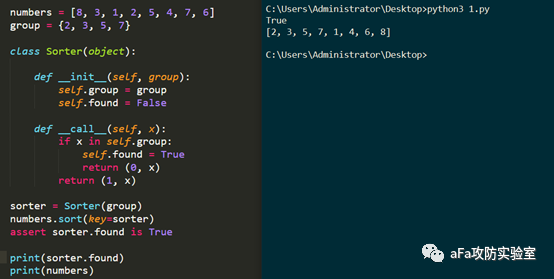 numbers = [8, 3, 1, 2, 5, 4, 7, 6]
group = {2, 3, 5, 7}
class Sorter(object):
    def __init__(self, group):
        self.group = group
        self.found = False
    def __call__(self, x):
        if x in self.group:
            self.found = True
            return (0, x)
        return (1, x)
sorter = Sorter(group)
numbers.sort(key=sorter)
assert sorter.found is True
print(sorter.found)
print(numbers)
C:\Users\Administrator\Desktop>python3 1.py
True
[2, 3, 5, 7, 1, 4, 6, 8]
C:\Users\Administrator\Desktop>
aFa攻防实验室